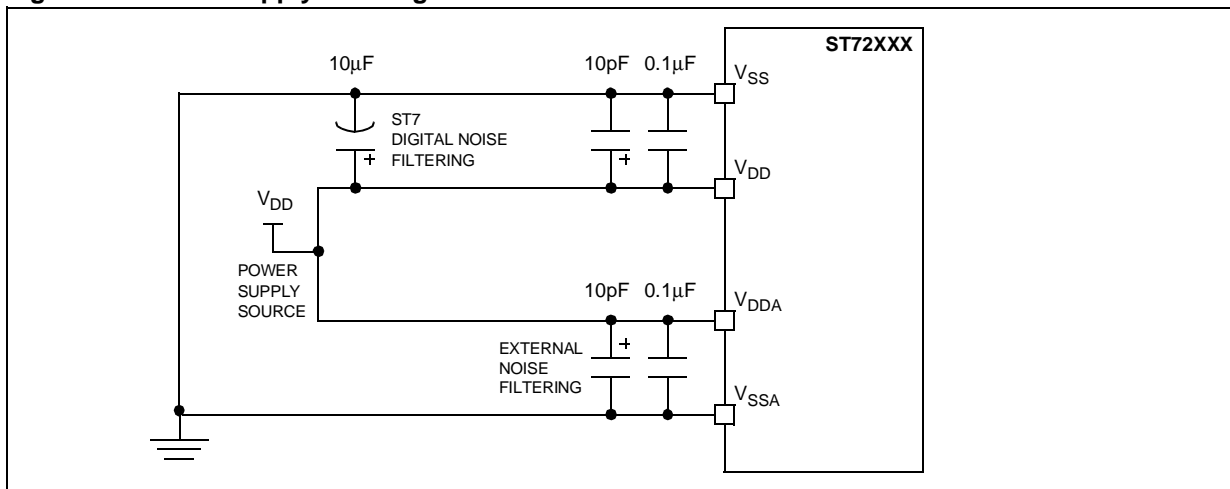 ST72XXX
10μF
10pF 0.1μF
VSS
ST7
DIGITAL NOISE
FILTERING
+
+
VDD
VDD
POWER
SUPPLY
SOURCE
10pF 0.1μF
VDDA
EXTERNAL
NOISE
FILTERING
+
VSSA